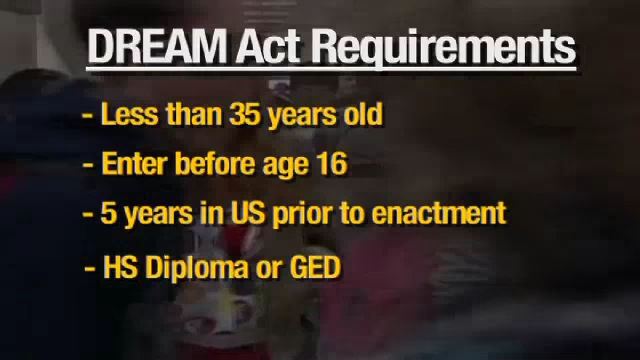 DREAM Act Requirements
- Less than 35 years old
- Enter before age 16
- 5 years in US prior to enactment
- HS Diploma or GED